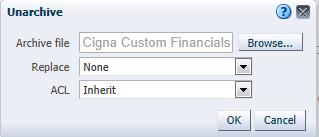 Unarchive
Archive file Cigna Custom Financials Browse...
Replace None
ACL Inherit
OK Cancel